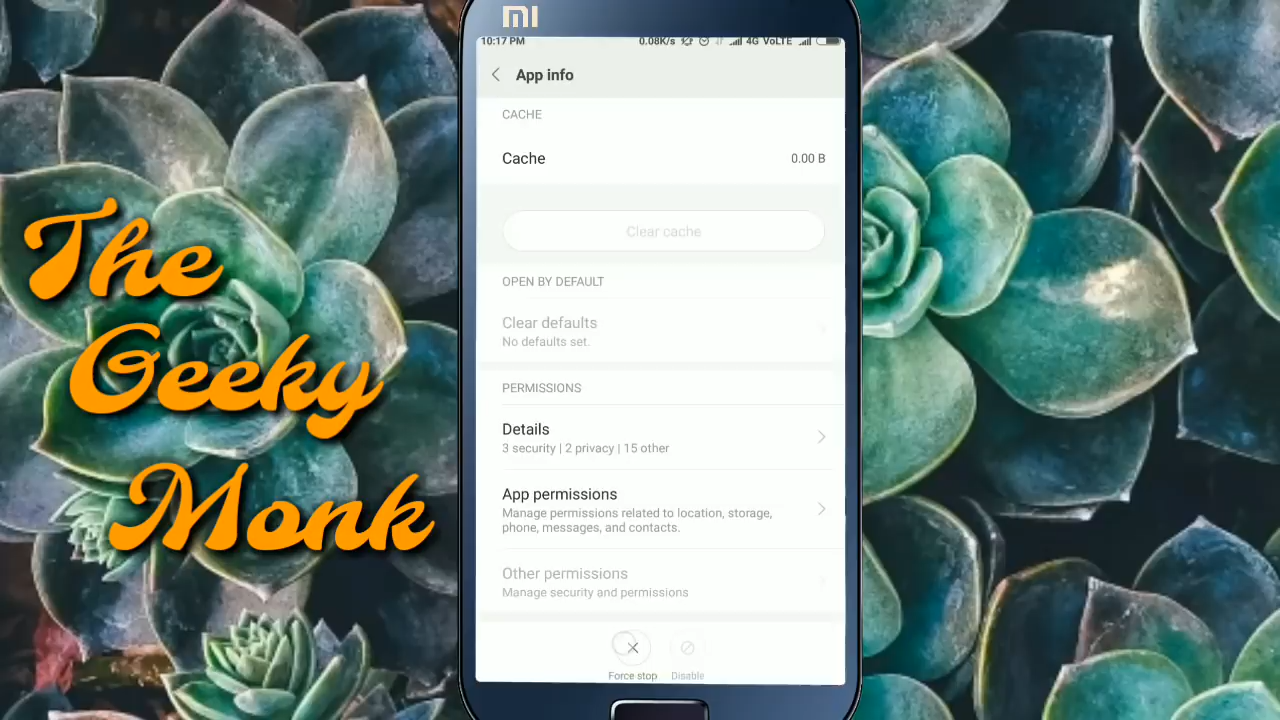 The
Geeky
Monk
MI
10:17 PM 0.08K/s 4G VoLTE
App info
CACHE
Cache 0.00 B
Clear cache
OPEN BY DEFAULT
Clear defaults
No defaults set.
PERMISSIONS
Details
3 security | 2 privacy | 15 other
App permissions
Manage permissions related to location, storage,
phone, messages, and contacts.
Other permissions
Manage security and permissions
Force stop Disable